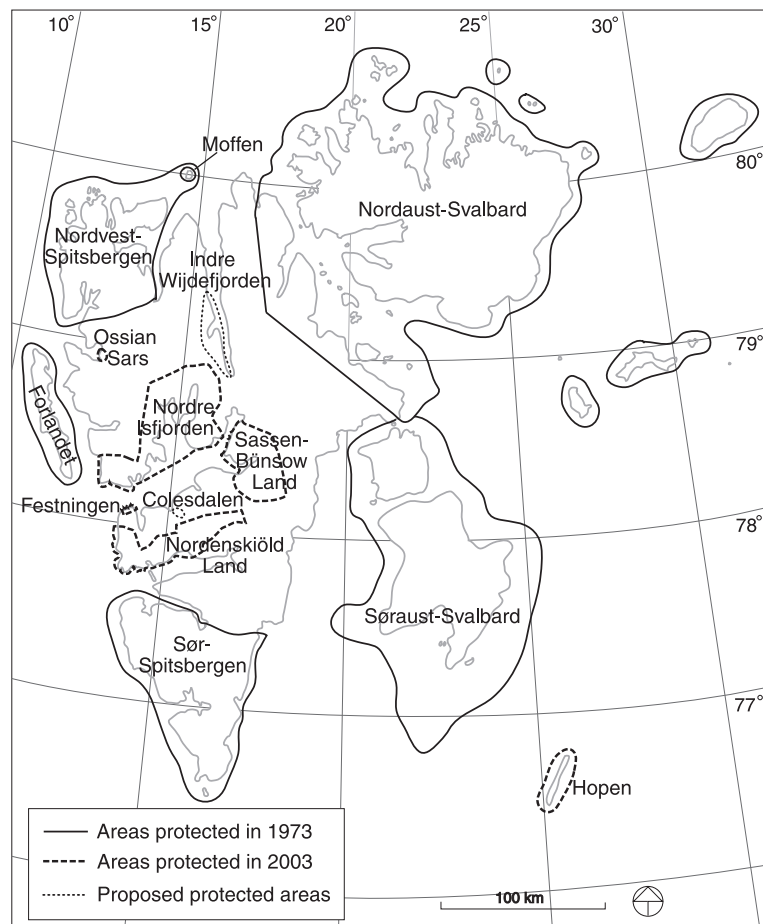 10°
15°
20°
25°
30°
Moffen
80°
Nordvest-
Spitsbergen
Nordaust-Svalbard
Indre
Wijdefjorden
Ossian
Sars
79°
Forlandet
Nordre
Isfjorden
Sassen-
Bünsow
Land
Festningen
Colesdalen
78°
Nordenskiöld
Land
Søraust-Svalbard
Sør-
Spitsbergen
77°
Hopen
Areas protected in 1973
Areas protected in 2003
Proposed protected areas
100 km